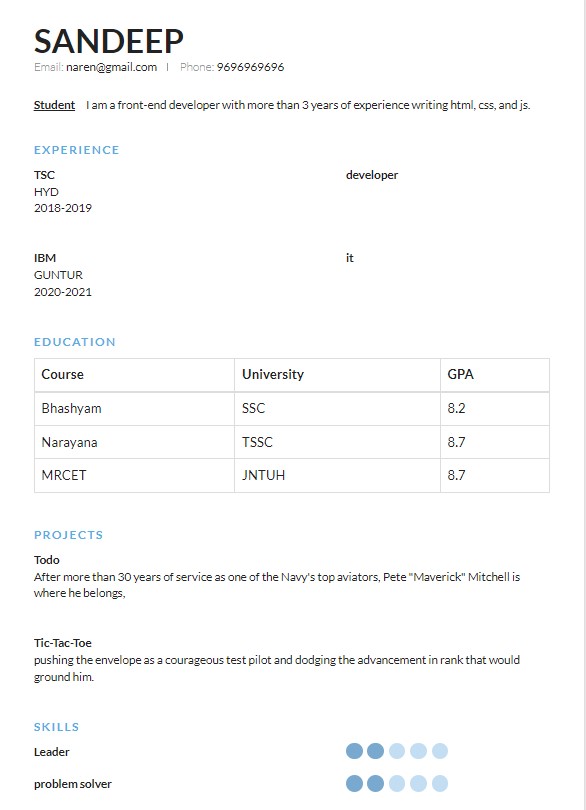 SANDEEP
Email: naren@gmail.com | Phone: 9696969696
Student I am a front-end developer with more than 3 years of experience writing html, css, and js.
EXPERIENCE
TSC developer
HYD
2018-2019
IBM it
GUNTUR
2020-2021
EDUCATION
Course University GPA
Bhashyam SSC 8.2
Narayana TSSC 8.7
MRCET JNTUH 8.7
PROJECTS
Todo
After more than 30 years of service as one of the Navy's top aviators, Pete "Maverick" Mitchell is
where he belongs,
Tic-Tac-Toe
pushing the envelope as a courageous test pilot and dodging the advancement in rank that would
ground him.
SKILLS
Leader
problem solver